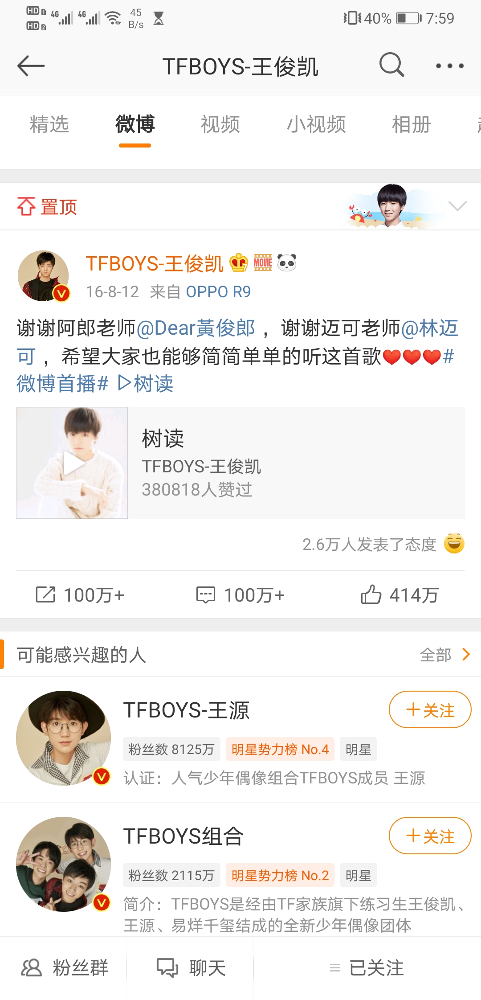 HD 1 4G 4G 45 40% 7:59
HD 2 B/s
TFBOYS-王俊凯
精选 微博 视频 小视频 相册
置顶
TFBOYS-王俊凯 MOVIE
16-8-12 来自 OPPO R9
谢谢阿郎老师@Dear黃俊郎，谢谢迈可老师@林迈
可，希望大家也能够简简单单的听这首歌❤❤❤#
微博首播# ▷树读
树读
TFBOYS-王俊凯
380818人赞过
2.6万人发表了态度
100万+ 100万+ 414万
可能感兴趣的人 全部
TFBOYS-王源 +关注
粉丝数 8125万 明星势力榜 No.4 明星
认证：人气少年偶像组合TFBOYS成员 王源
TFBOYS组合 +关注
粉丝数 2115万 明星势力榜 No.2 明星
简介：TFBOYS是经由TF家族旗下练习生王俊凯、
王源、易烊千玺结成的全新少年偶像团体
粉丝群 聊天 已关注